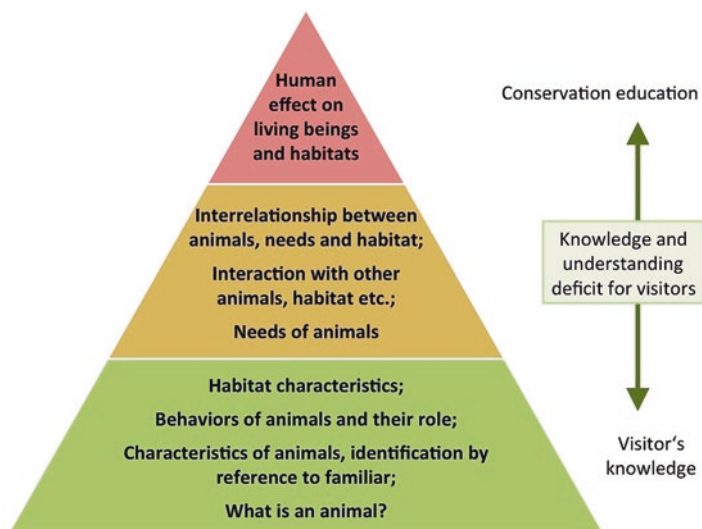 Human
effect on
living beings
and habitats
Interrelationship between
animals, needs and habitat;
Interaction with other
animals, habitat etc.;
Needs of animals
Habitat characteristics;
Behaviors of animals and their role;
Characteristics of animals, identification by
reference to familiar;
What is an animal?
Conservation education
Knowledge and
understanding
deficit for visitors
Visitor‘s
knowledge